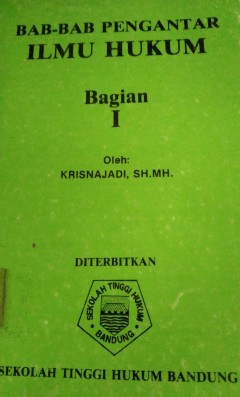 BAB-BAB PENGANTAR
ILMU HUKUM
Bagian
I
Oleh:
KRISNAJADI, SH.MH.
DITERBITKAN
SEKOLAH TINGGI HUKUM
BANDUNG
SEKOLAH TINGGI HUKUM BANDUNG